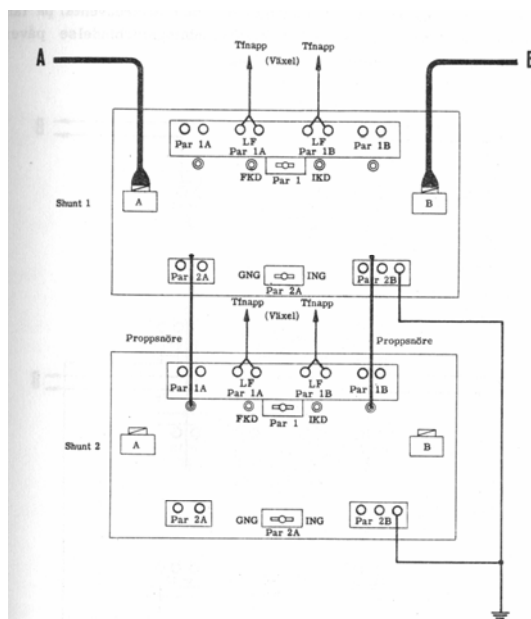 Tfnapp Tfnapp
(Växel)
A B
Par 1A LF LF Par 1B
Par 1A Par 1B
FKD Par 1 IKD
Shunt 1 A B
Par 2A GNG ING Par 2B
Par 2A
Tfnapp Tfnapp
(Växel)
Proppsnöre Proppsnöre
Par 1A LF LF Par 1B
Par 1A Par 1B
FKD Par 1 IKD
Shunt 2 A B
Par 2A GNG ING Par 2B
Par 2A